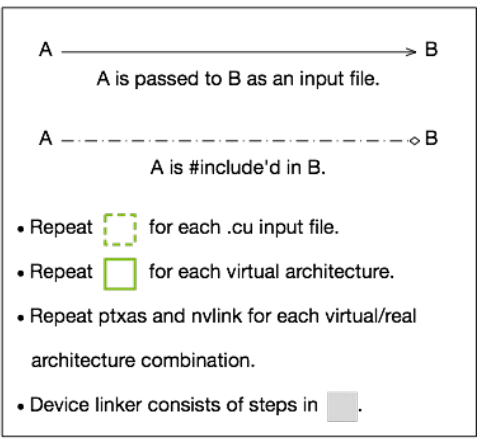 A B
A is passed to B as an input file.
A B
A is #include'd in B.
• Repeat for each .cu input file.
• Repeat for each virtual architecture.
• Repeat ptxas and nvlink for each virtual/real
architecture combination.
• Device linker consists of steps in .